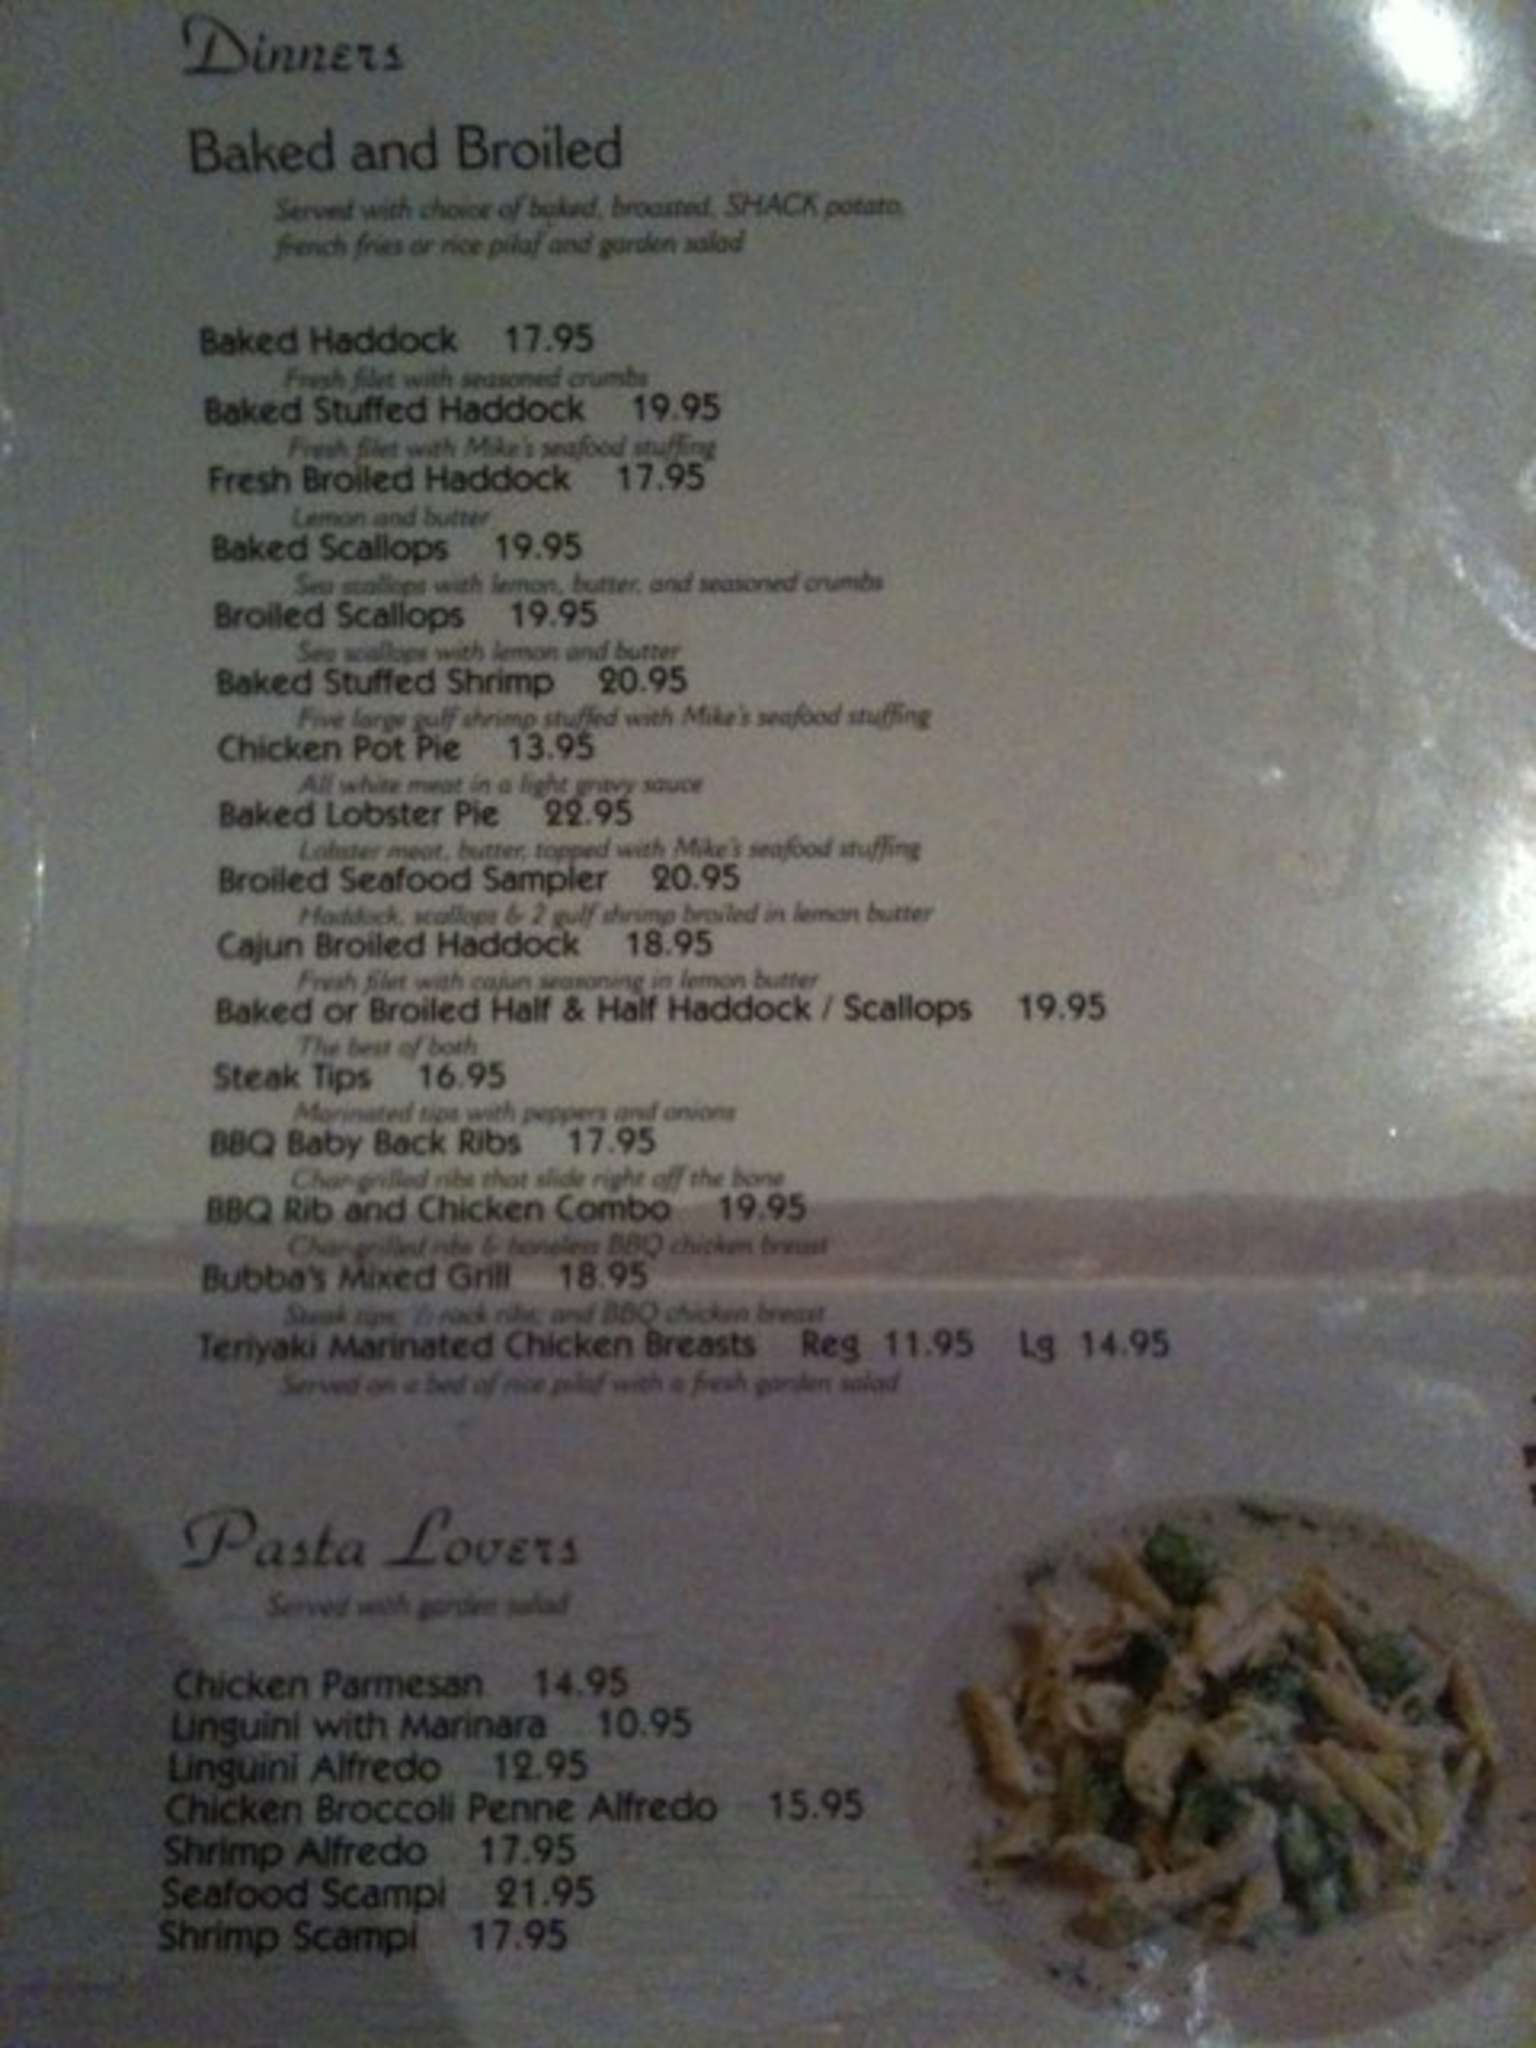 Dinners
Baked and Broiled
Served with choice of baked, broasted, SHACK potato,
french fries or rice pilaf and garden salad
Baked Haddock 17.95
Fresh filet with seasoned crumbs
Baked Stuffed Haddock 19.95
Fresh filet with Mike's seafood stuffing
Fresh Broiled Haddock 17.95
Lemon and butter
Baked Scallops 19.95
Sea scallops with lemon, butter, and seasoned crumbs
Broiled Scallops 19.95
Sea scallops with lemon and butter
Baked Stuffed Shrimp 20.95
Five large gulf shrimp stuffed with Mike's seafood stuffing
Chicken Pot Pie 13.95
All white meat in a light gravy sauce
Baked Lobster Pie 22.95
Lobster meat, butter, topped with Mike's seafood stuffing
Broiled Seafood Sampler 20.95
Haddock, scallops & 2 gulf shrimp broiled in lemon butter
Cajun Broiled Haddock 18.95
Fresh filet with cajun seasoning in lemon butter
Baked or Broiled Half & Half Haddock / Scallops 19.95
The best of both
Steak Tips 16.95
Marinated tips with peppers and onions
BBQ Baby Back Ribs 17.95
Char-grilled ribs that slide right off the bone
BBQ Rib and Chicken Combo 19.95
Char-grilled ribs & boneless BBQ chicken breast
Bubba's Mixed Grill 18.95
Steak tips, rack ribs, and BBQ chicken breast
Teriyaki Marinated Chicken Breasts Reg 11.95 Lg 14.95
Served on a bed of rice pilaf with a fresh garden salad
Pasta Lovers
Served with garden salad
Chicken Parmesan 14.95
Linguini with Marinara 10.95
Linguini Alfredo 12.95
Chicken Broccoli Penne Alfredo 15.95
Shrimp Alfredo 17.95
Seafood Scampi 21.95
Shrimp Scampi 17.95